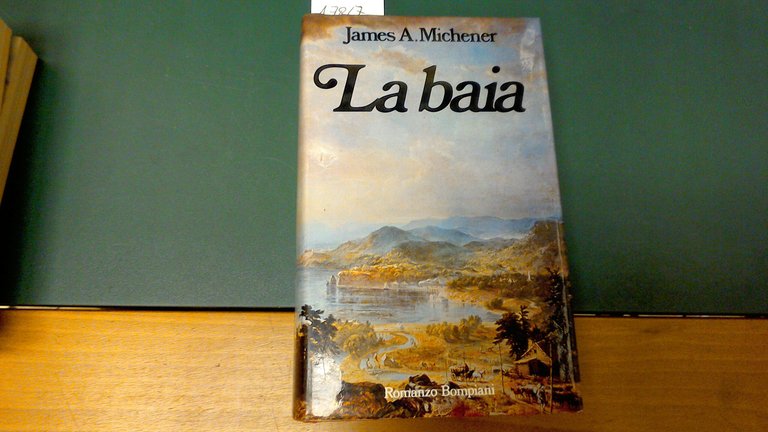 James A. Michener
La baia
Romanzo Bompiani